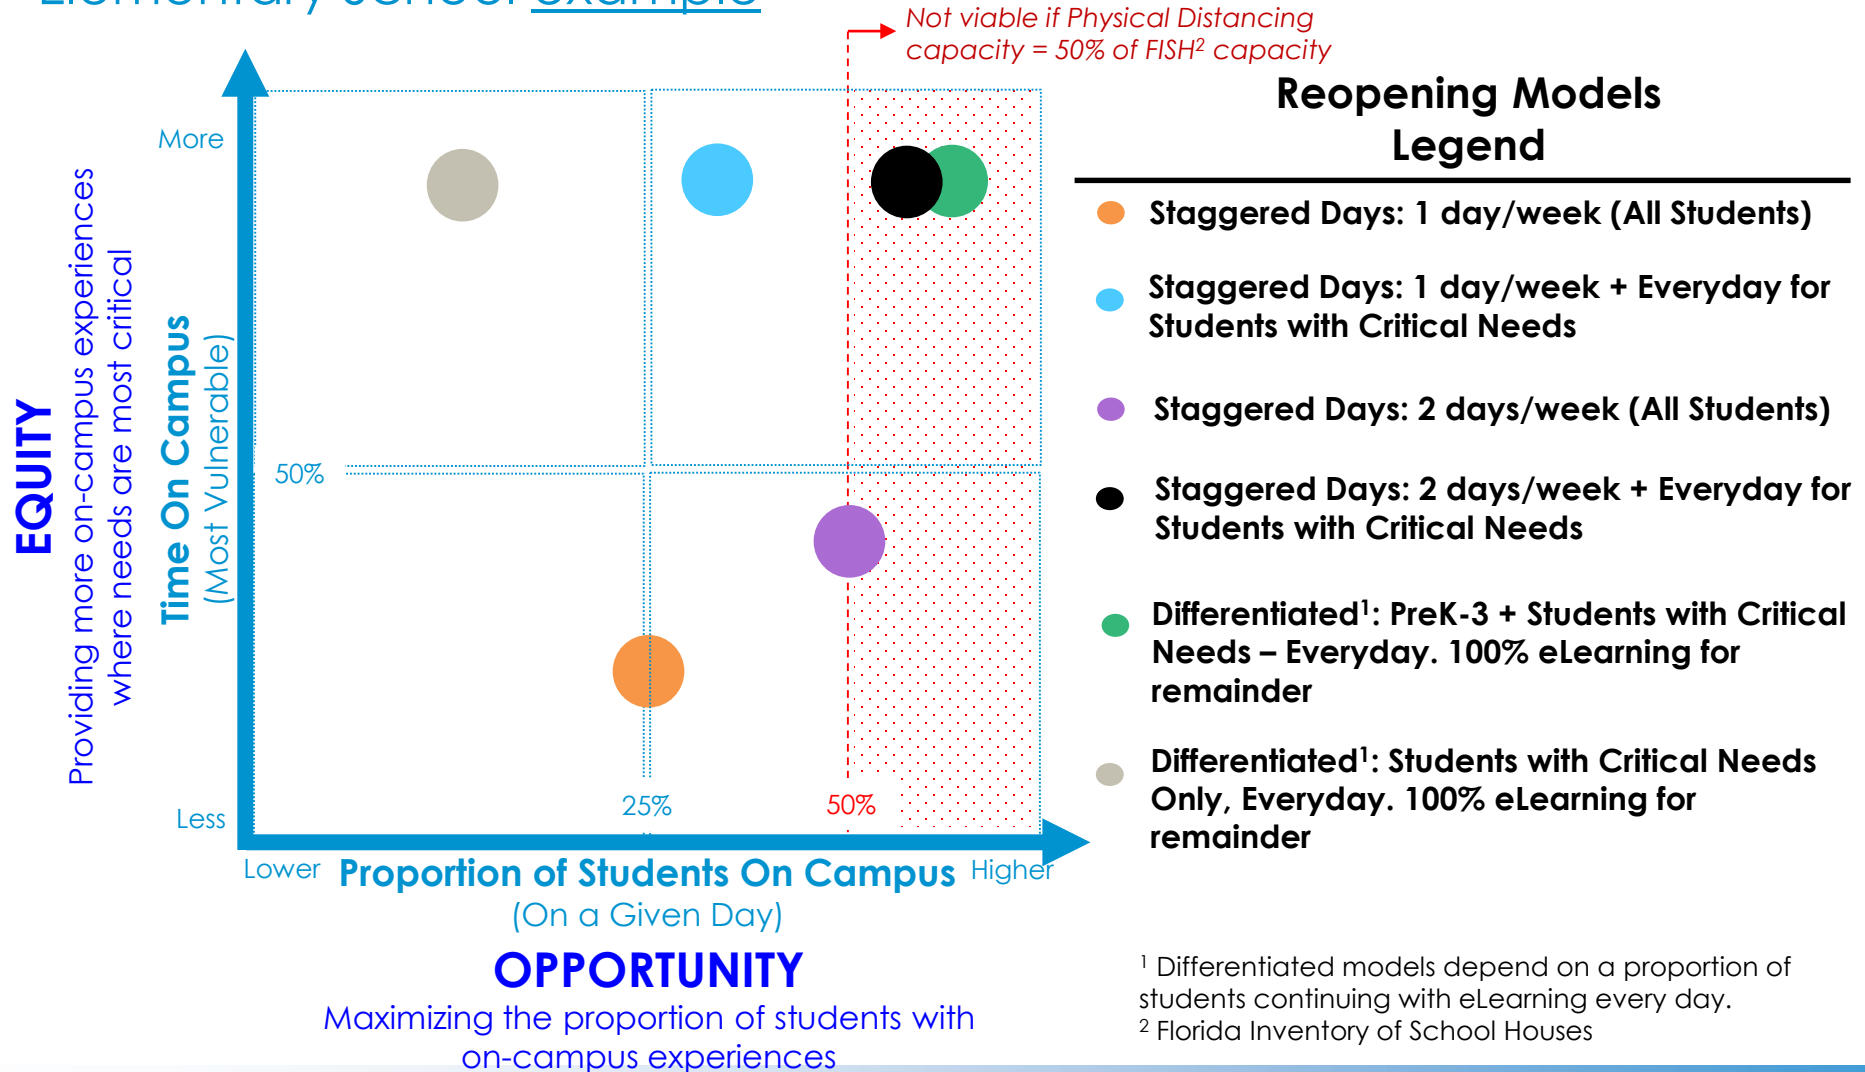 Elementary School example
Not viable if Physical Distancing
capacity = 50% of FISH² capacity
More
EQUITY
Providing more on-campus experiences
where needs are most critical
Time On Campus
(Most Vulnerable)
50%
25%
50%
Less
Lower
Proportion of Students On Campus
Higher
(On a Given Day)
OPPORTUNITY
Maximizing the proportion of students with
on-campus experiences
Reopening Models
Legend
Staggered Days: 1 day/week (All Students)
Staggered Days: 1 day/week + Everyday for
Students with Critical Needs
Staggered Days: 2 days/week (All Students)
Staggered Days: 2 days/week + Everyday for
Students with Critical Needs
Differentiated¹: PreK-3 + Students with Critical
Needs – Everyday. 100% eLearning for
remainder
Differentiated¹: Students with Critical Needs
Only, Everyday. 100% eLearning for
remainder
¹ Differentiated models depend on a proportion of
students continuing with eLearning every day.
² Florida Inventory of School Houses